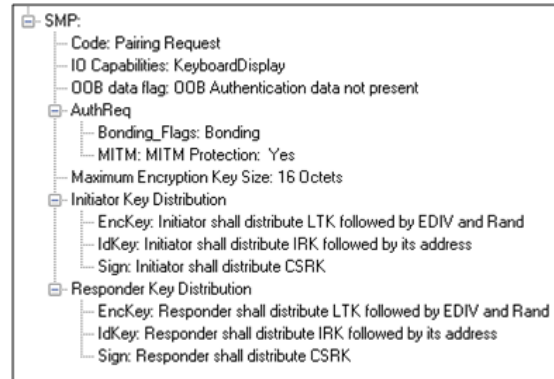 SMP:
Code: Pairing Request
IO Capabilities: KeyboardDisplay
OOB data flag: OOB Authentication data not present
AuthReq
Bonding_Flags: Bonding
MITM: MITM Protection: Yes
Maximum Encryption Key Size: 16 Octets
Initiator Key Distribution
EncKey: Initiator shall distribute LTK followed by EDIV and Rand
IdKey: Initiator shall distribute IRK followed by its address
Sign: Initiator shall distribute CSRK
Responder Key Distribution
EncKey: Responder shall distribute LTK followed by EDIV and Rand
IdKey: Responder shall distribute IRK followed by its address
Sign: Responder shall distribute CSRK